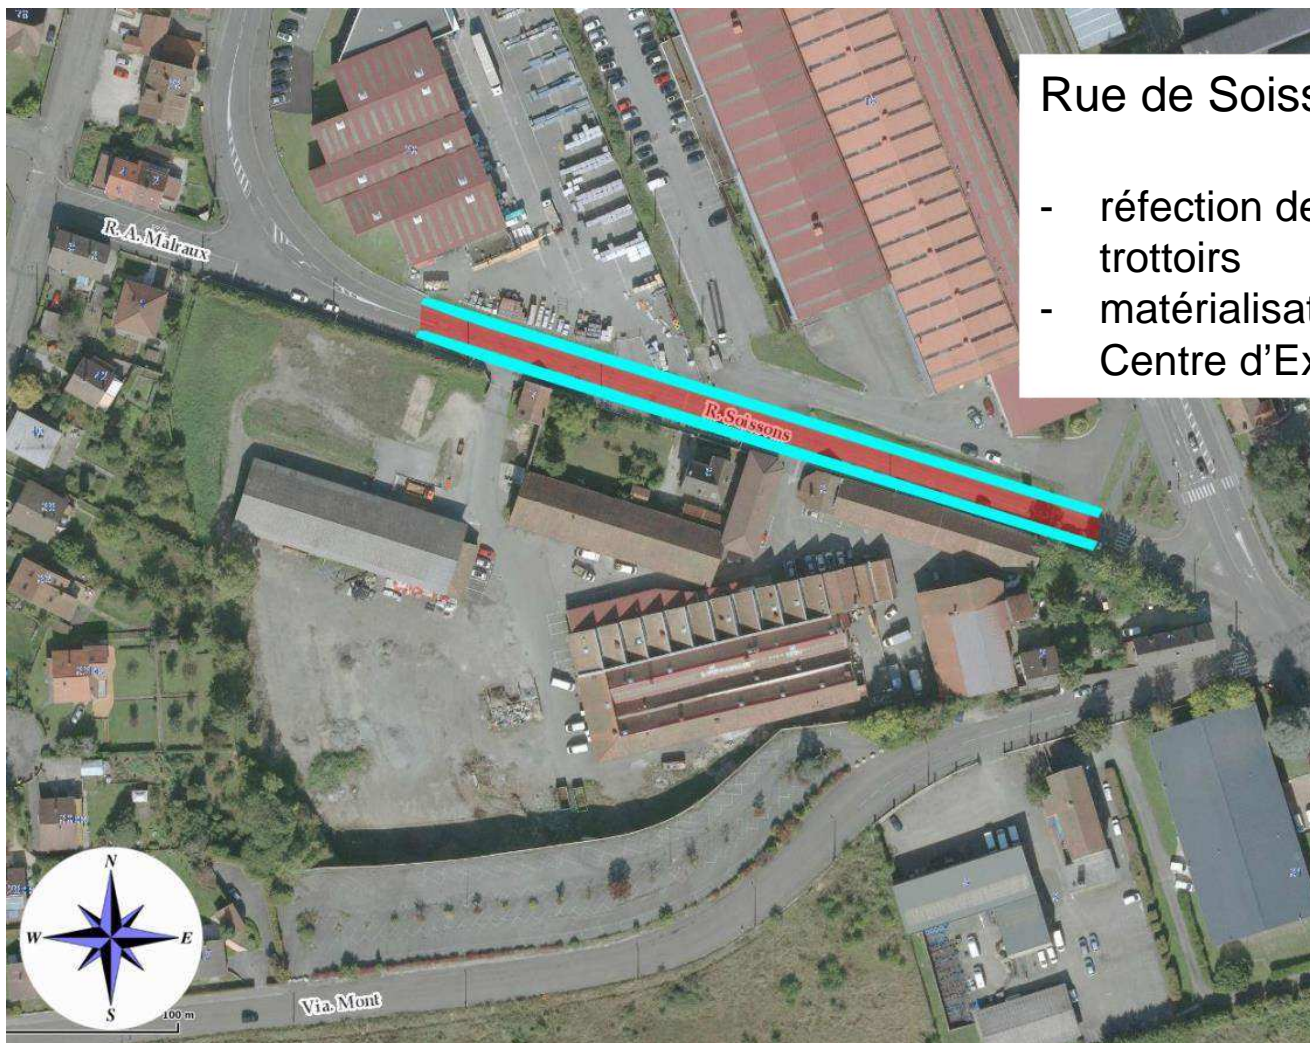 Rue de Soiss
- réfection de
trottoirs
- matérialisat
Centre d'Ex
R. A. Malraux
R. Soissons
Via. Mont
N
W
E
S
100 m